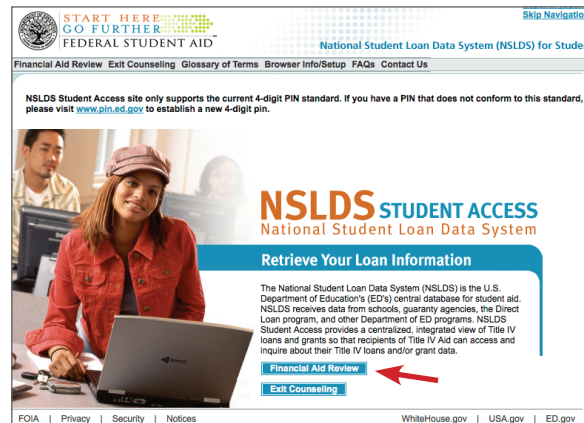 Skip Navigatio
START HERE
GO FURTHER
FEDERAL STUDENT AID
National Student Loan Data System (NSLDS) for Stude
Financial Aid Review Exit Counseling Glossary of Terms Browser Info/Setup FAQs Contact Us
NSLDS Student Access site only supports the current 4-digit PIN standard. If you have a PIN that does not conform to this standard,
please visit www.pin.ed.gov to establish a new 4-digit pin.
NSLDS STUDENT ACCESS
National Student Loan Data System
Retrieve Your Loan Information
The National Student Loan Data System (NSLDS) is the U.S.
Department of Education's (ED's) central database for student aid.
NSLDS receives data from schools, guaranty agencies, the Direct
Loan program, and other Department of ED programs. NSLDS
Student Access provides a centralized, integrated view of Title IV
loans and grants so that recipients of Title IV Aid can access and
inquire about their Title IV loans and/or grant data.
Financial Aid Review
Exit Counseling
FOIA | Privacy | Security | Notices
WhiteHouse.gov | USA.gov | ED.gov